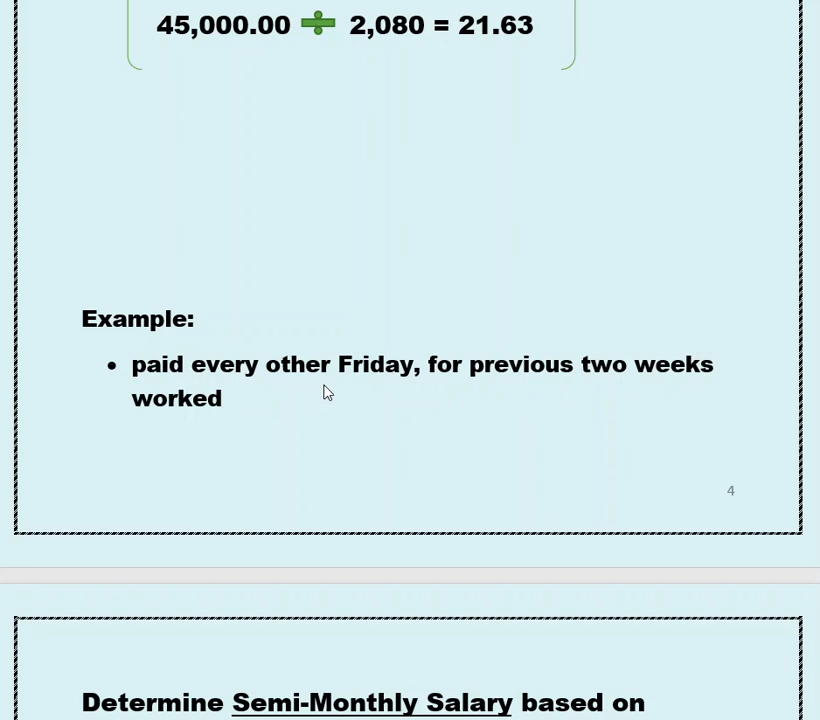 45,000.00 ➗ 2,080 = 21.63
Example:
• paid every other Friday, for previous two weeks
worked
4
Determine Semi-Monthly Salary based on